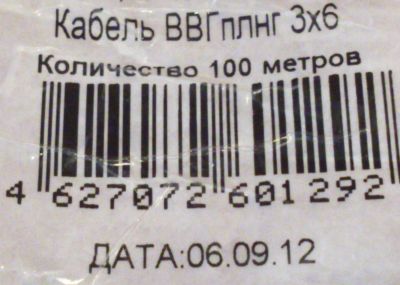 Кабель ВВГплнг 3х6
Количество 100 метров
4 627072 601292
ДАТА:06.09.12